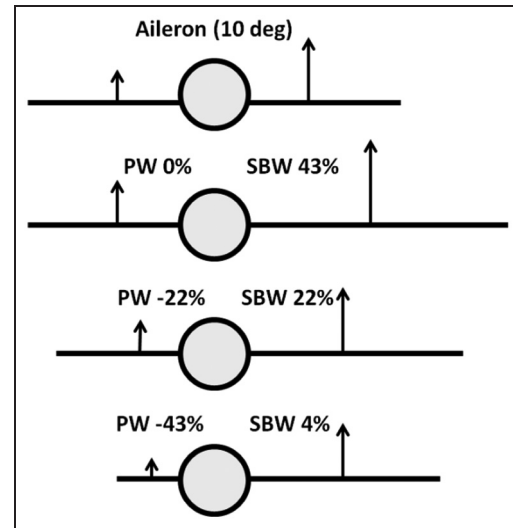 Aileron (10 deg)
PW 0% SBW 43%
PW -22% SBW 22%
PW -43% SBW 4%